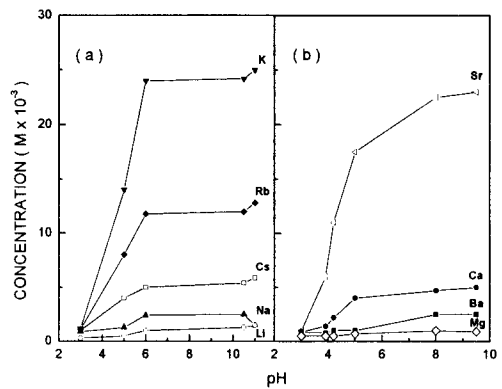 ( a )
K
Rb
Cs
Na
Li
( b )
Sr
Ca
Ba
Mg
CONCENTRATION ( M x 10⁻³ )
30
20
10
0
2 4 6 8 10 2 4 6 8 10
pH